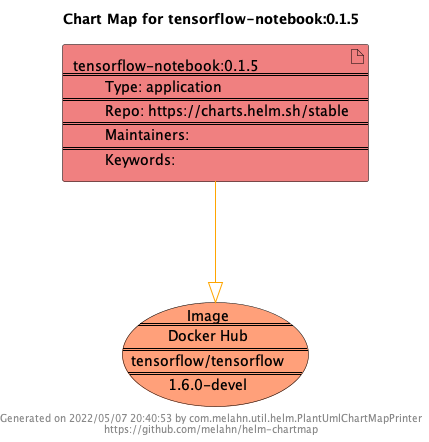 Chart Map for tensorflow-notebook:0.1.5
tensorflow-notebook:0.1.5
Type: application
Repo: https://charts.helm.sh/stable
Maintainers:
Keywords:
Image
Docker Hub
tensorflow/tensorflow
1.6.0-devel
Generated on 2022/05/07 20:40:53 by com.melahn.util.helm.PlantUmlChartMapPrinter
https://github.com/melahn/helm-chartmap